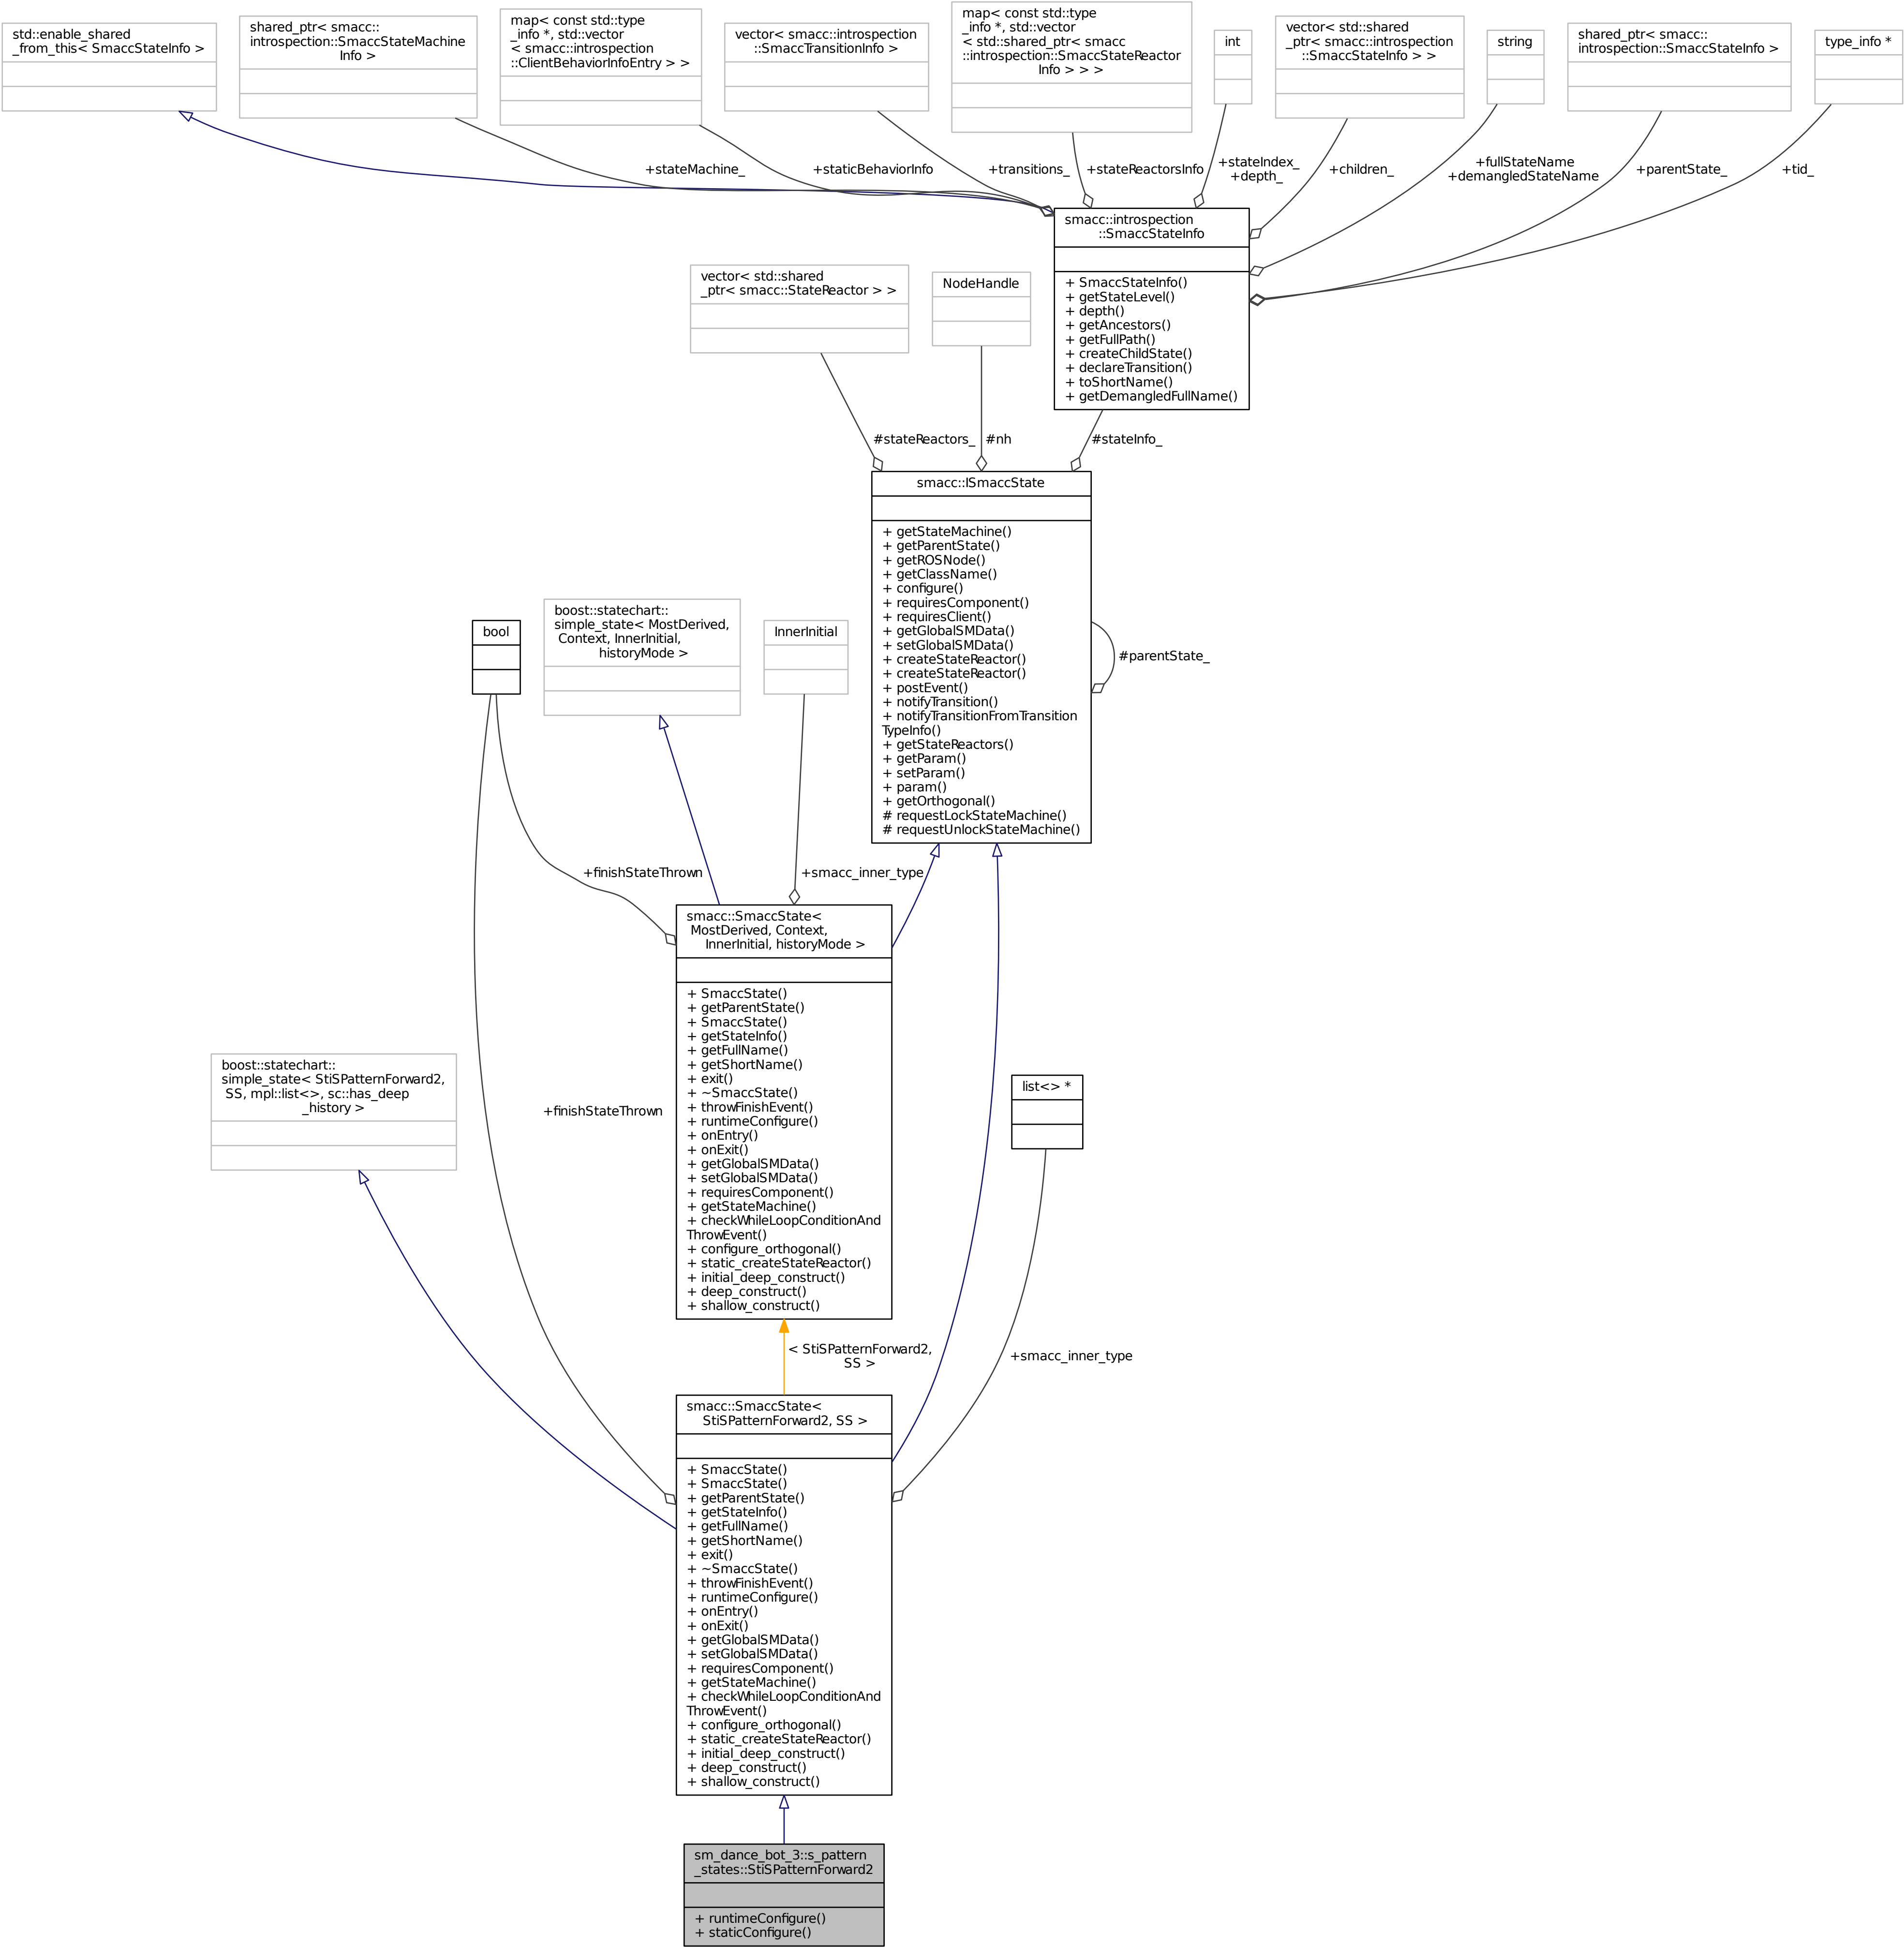 std::enable_shared
_from_this< SmaccStateInfo >
shared_ptr< smacc::
introspection::SmaccStateMachine
Info >
map< const std::type
_info *, std::vector
< smacc::introspection
::ClientBehaviorInfoEntry > >
vector< smacc::introspection
::SmaccTransitionInfo >
map< const std::type
_info *, std::vector
< std::shared_ptr< smacc
::introspection::SmaccStateReactor
Info > > >
int
vector< std::shared
_ptr< smacc::introspection
::SmaccStateInfo > >
string
shared_ptr< smacc::
introspection::SmaccStateInfo >
type_info *
+stateMachine_
+staticBehaviorInfo
+transitions_
+stateReactorsInfo
+stateIndex_
+depth_
+children_
+fullStateName
+demangledStateName
+parentState_
+tid_
smacc::introspection
::SmaccStateInfo
+ SmaccStateInfo()
+ getStateLevel()
+ depth()
+ getAncestors()
+ getFullPath()
+ createChildState()
+ declareTransition()
+ toShortName()
+ getDemangledFullName()
vector< std::shared
_ptr< smacc::StateReactor > >
NodeHandle
#stateReactors_
#nh
#stateInfo_
smacc::ISmaccState
+ getStateMachine()
+ getParentState()
+ getROSNode()
+ getClassName()
+ configure()
+ requiresComponent()
+ requiresClient()
+ getGlobalSMData()
+ setGlobalSMData()
+ createStateReactor()
+ createStateReactor()
+ postEvent()
+ notifyTransition()
+ notifyTransitionFromTransition
TypeInfo()
+ getStateReactors()
+ getParam()
+ setParam()
+ param()
+ getOrthogonal()
# requestLockStateMachine()
# requestUnlockStateMachine()
#parentState_
bool
boost::statechart::
simple_state< MostDerived,
Context, InnerInitial,
historyMode >
InnerInitial
+finishStateThrown
+smacc_inner_type
smacc::SmaccState<
MostDerived, Context,
InnerInitial, historyMode >
+ SmaccState()
+ getParentState()
+ SmaccState()
+ getStateInfo()
+ getFullName()
+ getShortName()
+ exit()
+ ~SmaccState()
+ throwFinishEvent()
+ runtimeConfigure()
+ onEntry()
+ onExit()
+ getGlobalSMData()
+ setGlobalSMData()
+ requiresComponent()
+ getStateMachine()
+ checkWhileLoopConditionAnd
ThrowEvent()
+ configure_orthogonal()
+ static_createStateReactor()
+ initial_deep_construct()
+ deep_construct()
+ shallow_construct()
boost::statechart::
simple_state< StiSPatternForward2,
SS, mpl::list<>, sc::has_deep
_history >
+finishStateThrown
list<> *
< StiSPatternForward2,
SS >
+smacc_inner_type
smacc::SmaccState<
StiSPatternForward2, SS >
+ SmaccState()
+ SmaccState()
+ getParentState()
+ getStateInfo()
+ getFullName()
+ getShortName()
+ exit()
+ ~SmaccState()
+ throwFinishEvent()
+ runtimeConfigure()
+ onEntry()
+ onExit()
+ getGlobalSMData()
+ setGlobalSMData()
+ requiresComponent()
+ getStateMachine()
+ checkWhileLoopConditionAnd
ThrowEvent()
+ configure_orthogonal()
+ static_createStateReactor()
+ initial_deep_construct()
+ deep_construct()
+ shallow_construct()
sm_dance_bot_3::s_pattern
_states::StiSPatternForward2
+ runtimeConfigure()
+ staticConfigure()